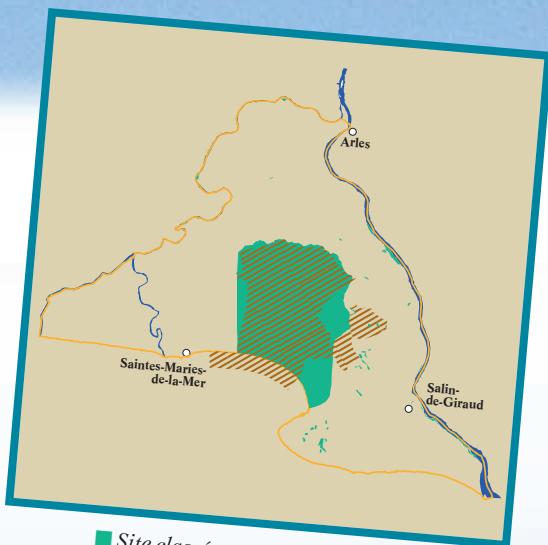 Arles
Saintes-Maries-
de-la-Mer
Salin-
de-Giraud
Site